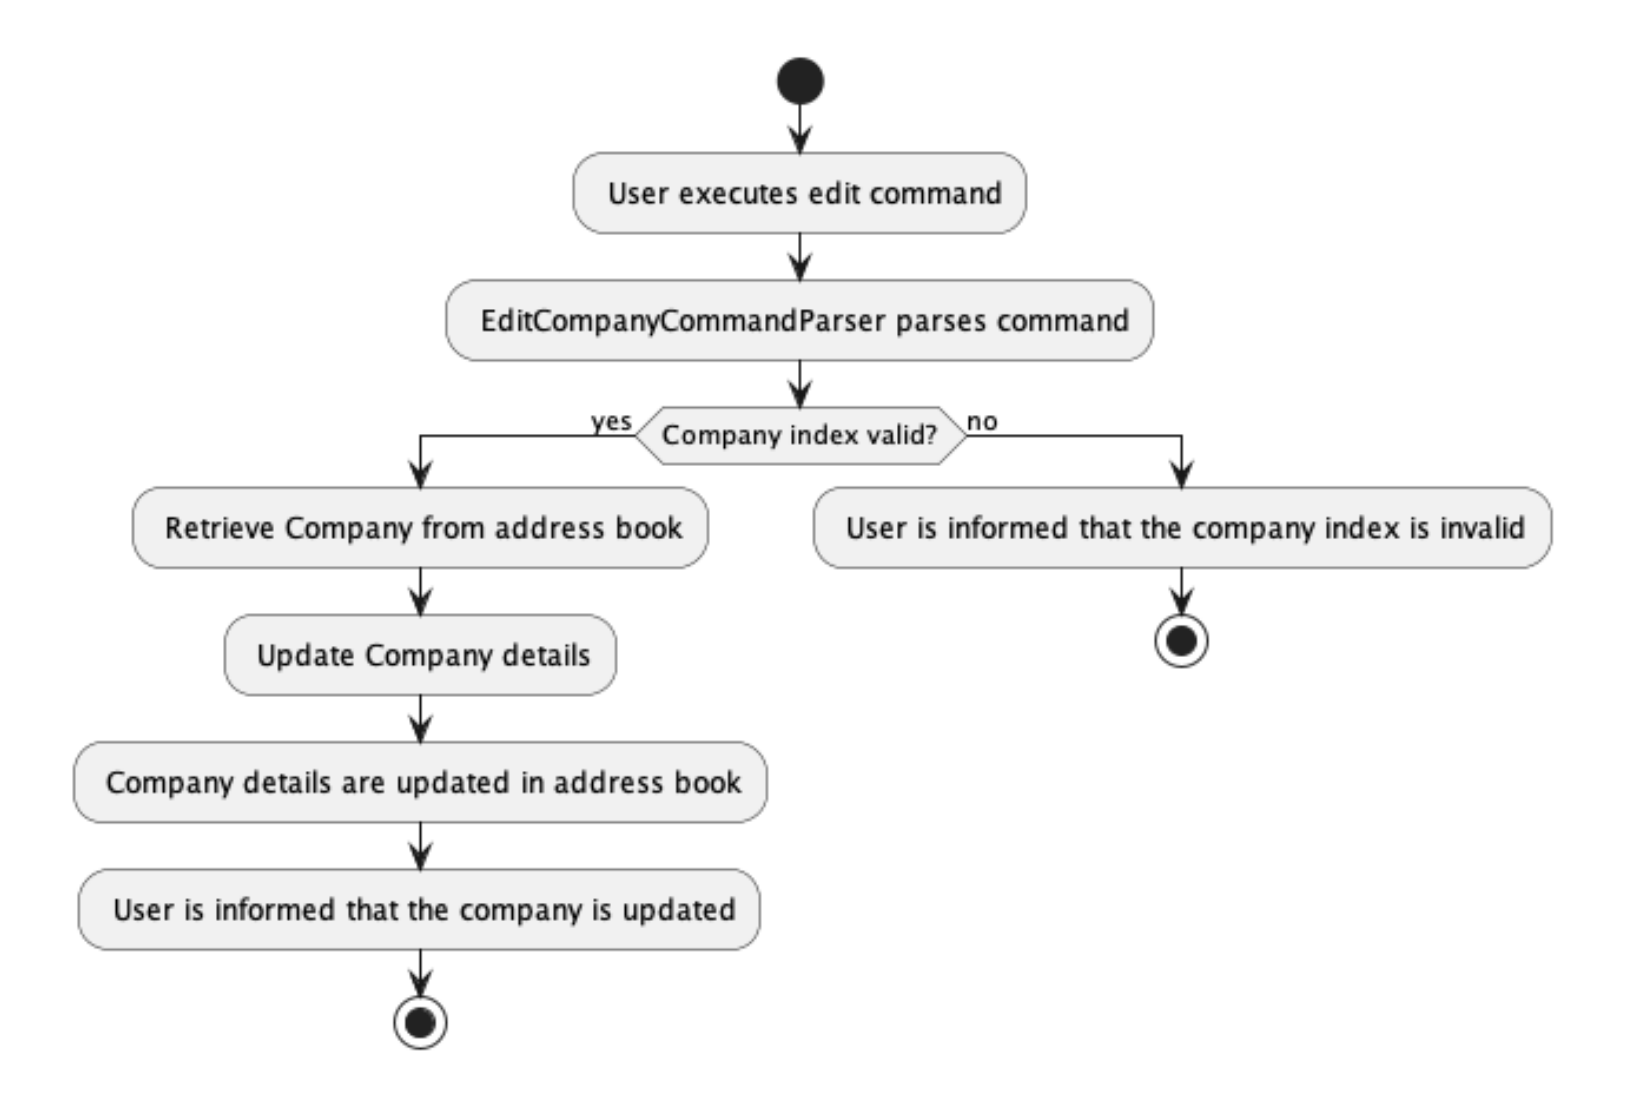 User executes edit command
EditCompanyCommandParser parses command
yes
Company index valid?
no
Retrieve Company from address book
User is informed that the company index is invalid
Update Company details
Company details are updated in address book
User is informed that the company is updated